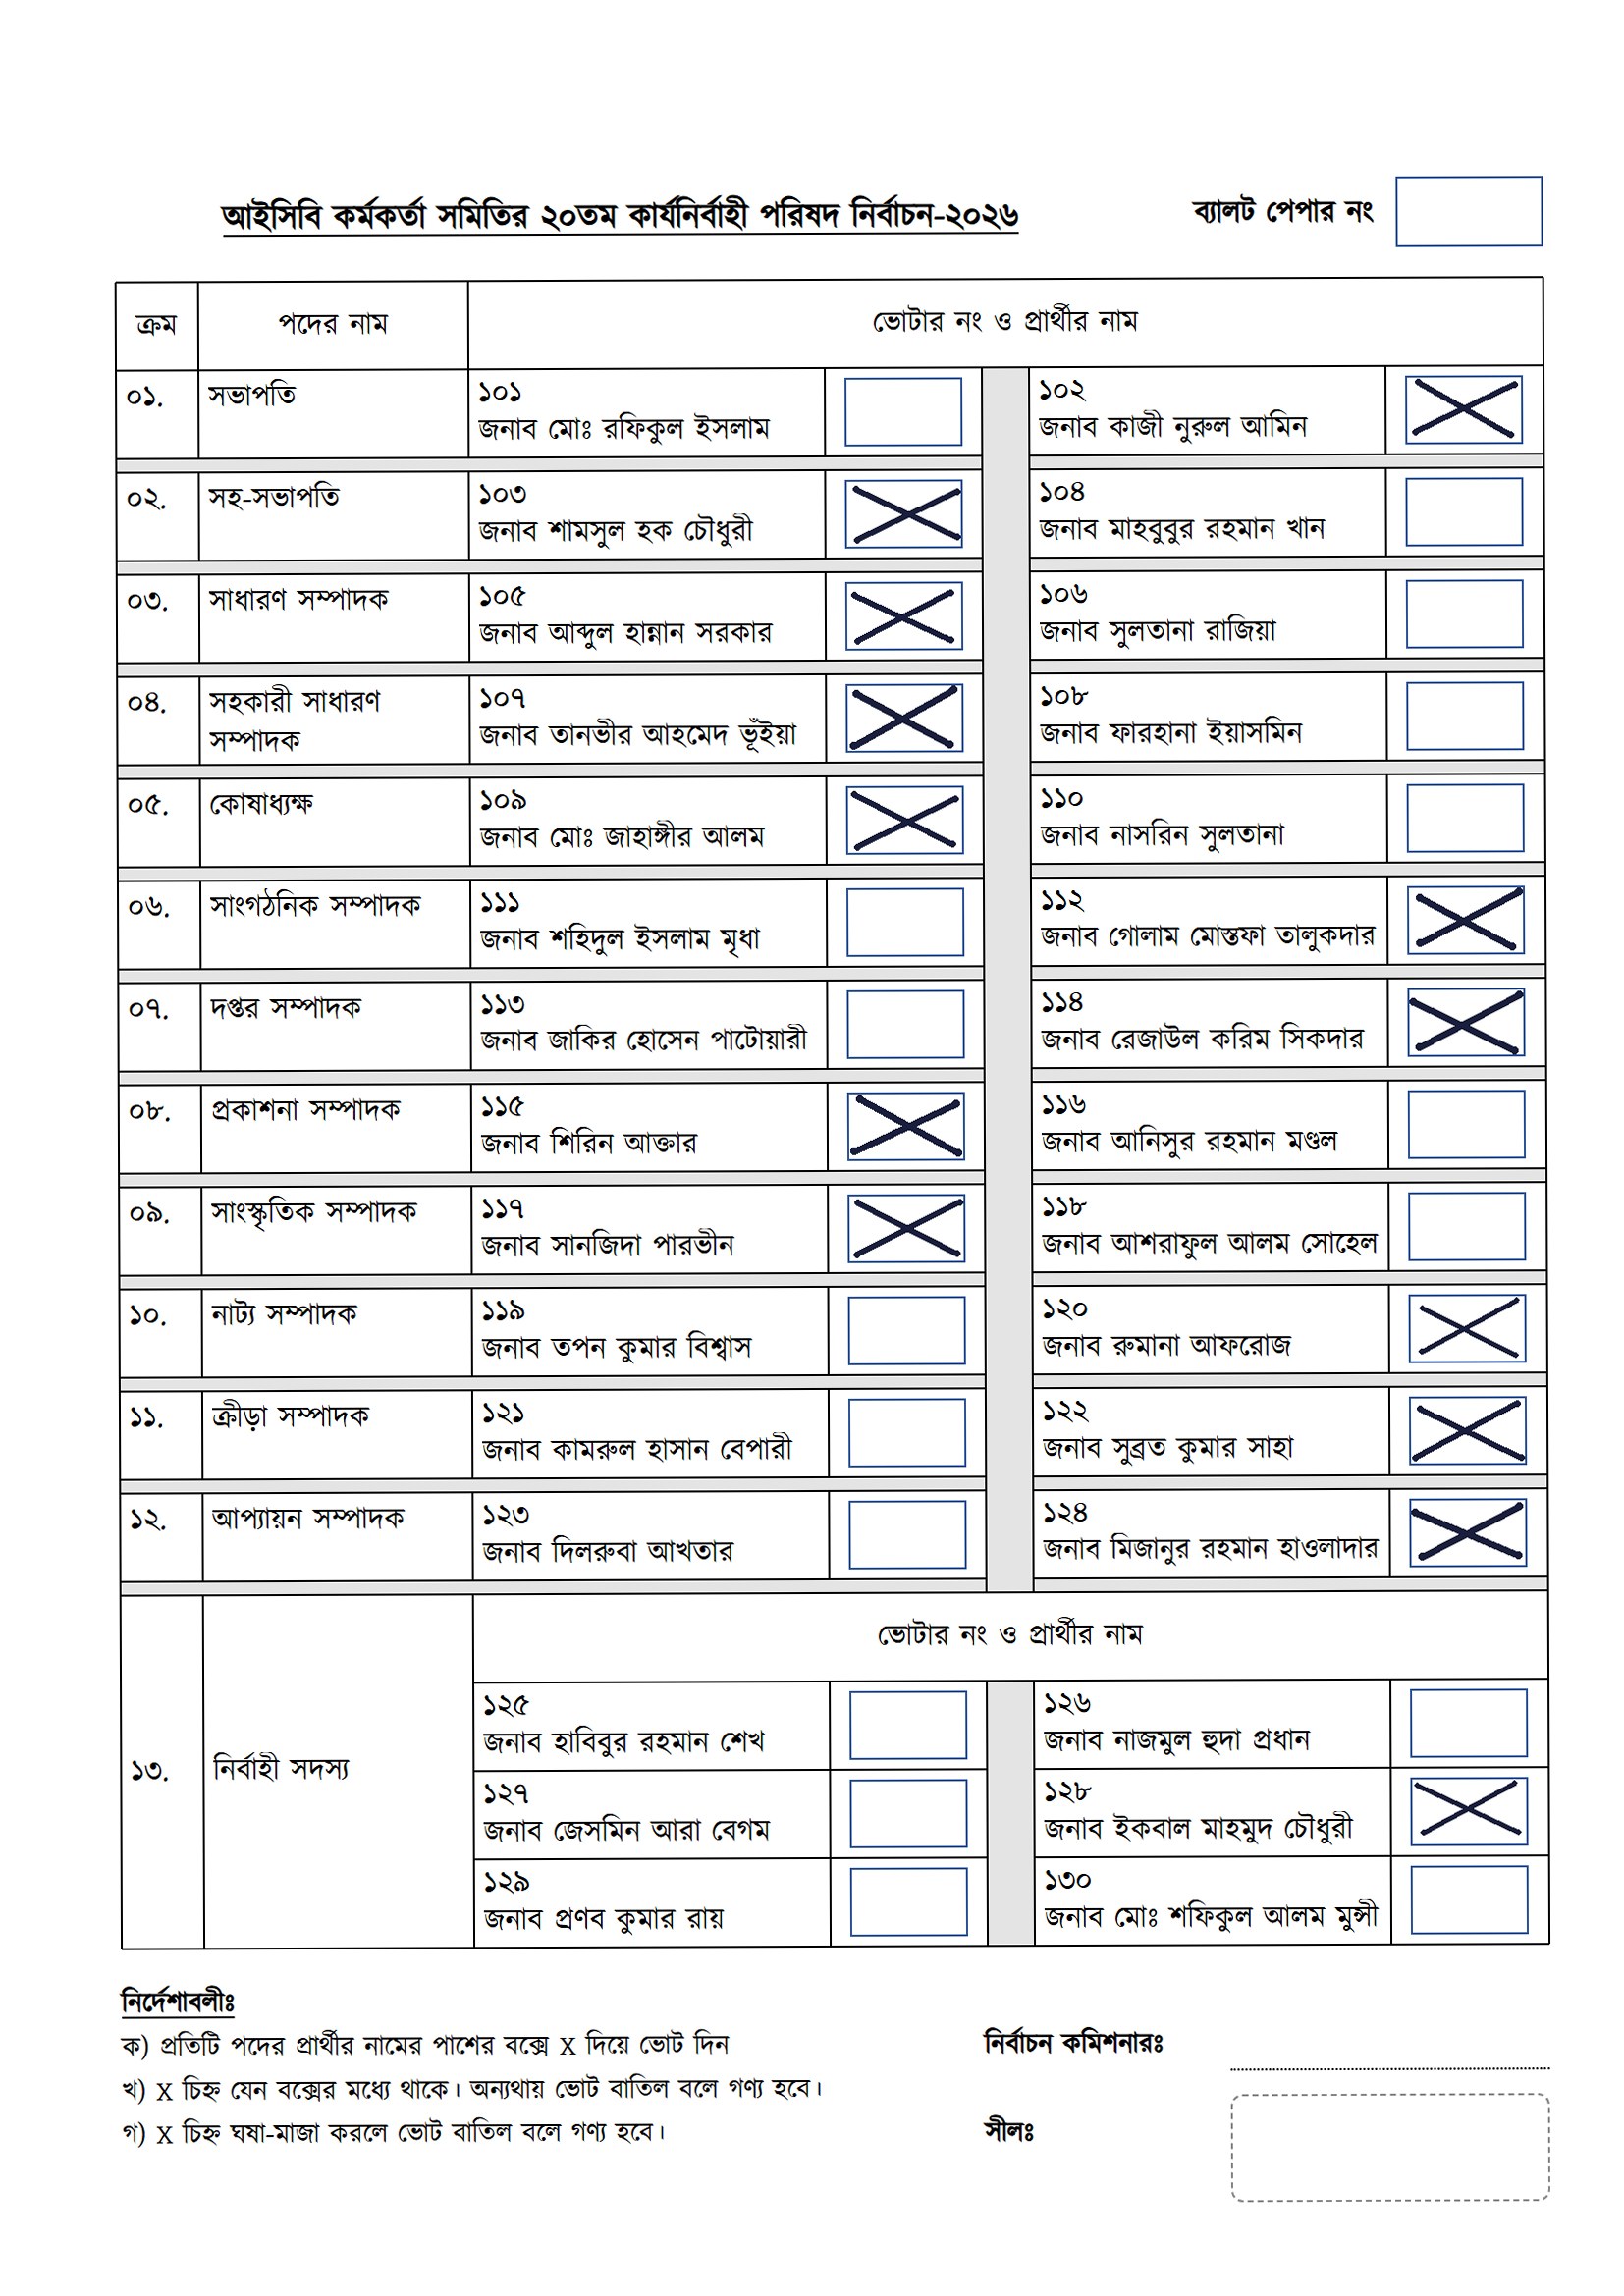 আইসিবি কর্মকর্তা সমিতির ২০তম কার্যনির্বাহী পরিষদ নির্বাচন-২০২৬
ব্যালট পেপার নং
ক্রম পদের নাম ভোটার নং ও প্রার্থীর নাম
০১. সভাপতি ১০১ ১০২
জনাব মোঃ রফিকুল ইসলাম জনাব কাজী নুরুল আমিন
০২. সহ-সভাপতি ১০৩ ১০৪
জনাব শামসুল হক চৌধুরী জনাব মাহবুবুর রহমান খান
০৩. সাধারণ সম্পাদক ১০৫ ১০৬
জনাব আব্দুল হান্নান সরকার জনাব সুলতানা রাজিয়া
০৪. সহকারী সাধারণ ১০৭ ১০৮
সম্পাদক জনাব তানভীর আহমেদ ভূঁইয়া জনাব ফারহানা ইয়াসমিন
০৫. কোষাধ্যক্ষ ১০৯ ১১০
জনাব মোঃ জাহাঙ্গীর আলম জনাব নাসরিন সুলতানা
০৬. সাংগঠনিক সম্পাদক ১১১ ১১২
জনাব শহিদুল ইসলাম মৃধা জনাব গোলাম মোস্তফা তালুকদার
০৭. দপ্তর সম্পাদক ১১৩ ১১৪
জনাব জাকির হোসেন পাটোয়ারী জনাব রেজাউল করিম সিকদার
০৮. প্রকাশনা সম্পাদক ১১৫ ১১৬
জনাব শিরিন আক্তার জনাব আনিসুর রহমান মণ্ডল
০৯. সাংস্কৃতিক সম্পাদক ১১৭ ১১৮
জনাব সানজিদা পারভীন জনাব আশরাফুল আলম সোহেল
১০. নাট্য সম্পাদক ১১৯ ১২০
জনাব তপন কুমার বিশ্বাস জনাব রুমানা আফরোজ
১১. ক্রীড়া সম্পাদক ১২১ ১২২
জনাব কামরুল হাসান বেপারী জনাব সুব্রত কুমার সাহা
১২. আপ্যায়ন সম্পাদক ১২৩ ১২৪
জনাব দিলরুবা আখতার জনাব মিজানুর রহমান হাওলাদার
ভোটার নং ও প্রার্থীর নাম
১৩. নির্বাহী সদস্য
১২৫ ১২৬
জনাব হাবিবুর রহমান শেখ জনাব নাজমুল হুদা প্রধান
১২৭ ১২৮
জনাব জেসমিন আরা বেগম জনাব ইকবাল মাহমুদ চৌধুরী
১২৯ ১৩০
জনাব প্রণব কুমার রায় জনাব মোঃ শফিকুল আলম মুন্সী
নির্দেশাবলীঃ
ক) প্রতিটি পদের প্রার্থীর নামের পাশের বক্সে X দিয়ে ভোট দিন
খ) X চিহ্ন যেন বক্সের মধ্যে থাকে। অন্যথায় ভোট বাতিল বলে গণ্য হবে।
গ) X চিহ্ন ঘষা-মাজা করলে ভোট বাতিল বলে গণ্য হবে।
নির্বাচন কমিশনারঃ
সীলঃ